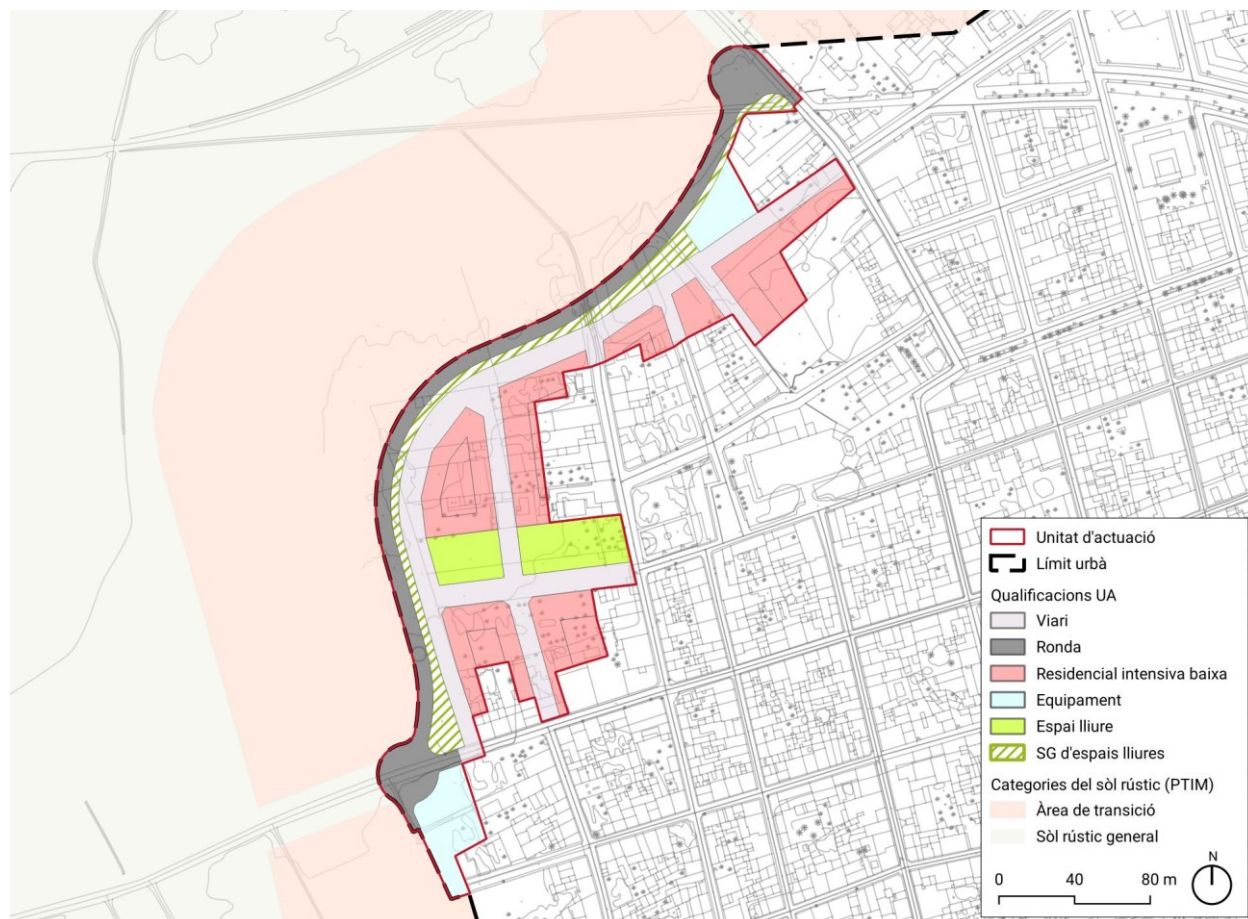 Unitat d'actuació
Límit urbà
Qualificacions UA
Viari
Ronda
Residencial intensiva baixa
Equipament
Espai lliure
SG d'espais lliures
Categories del sòl rústic (PTIM)
Àrea de transició
Sòl rústic general
N
0 40 80 m